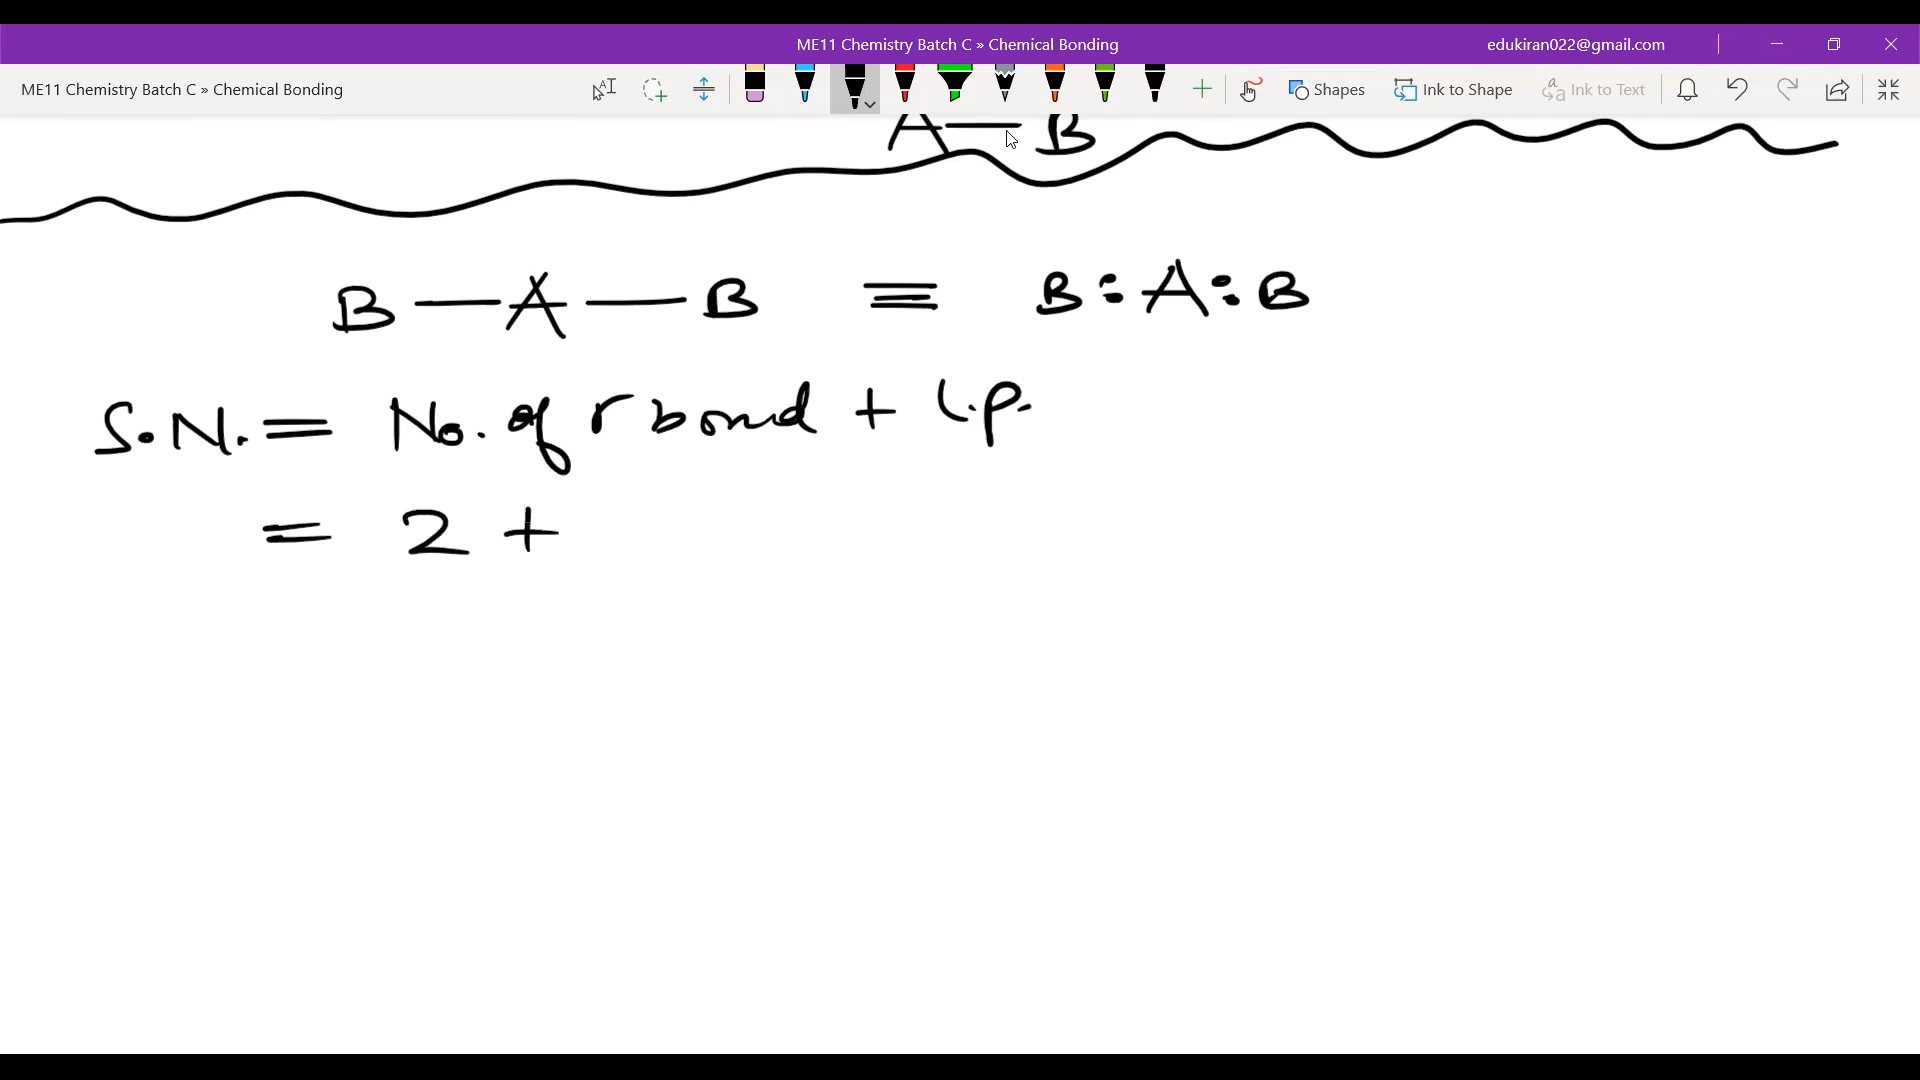 ME11 Chemistry Batch C » Chemical Bonding
edukiran022@gmail.com
ME11 Chemistry Batch C » Chemical Bonding
Shapes
Ink to Shape
Ink to Text
A — B
B — A — B ≡ B : A : B
S.N. = No. of σ bond + l.p.
= 2 +